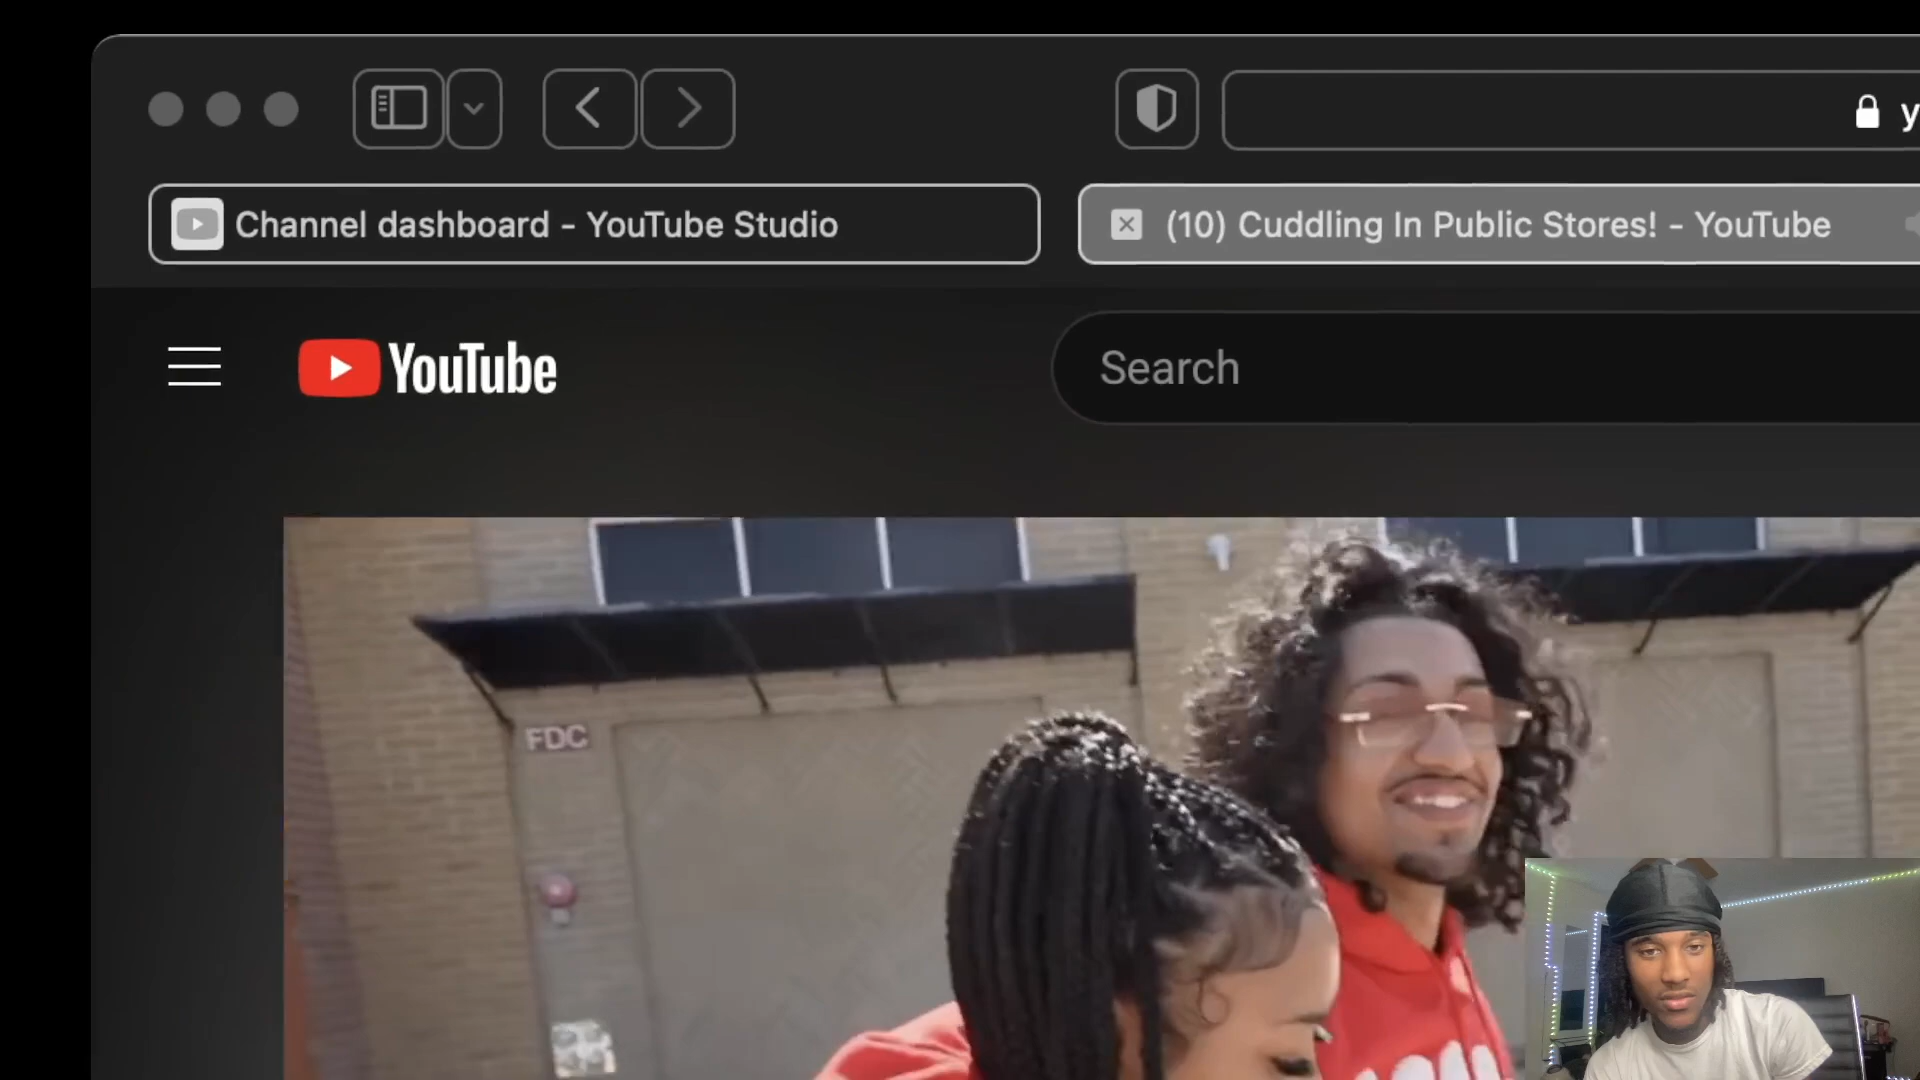 y
Channel dashboard - YouTube Studio
(10) Cuddling In Public Stores! - YouTube
YouTube
Search
FDC